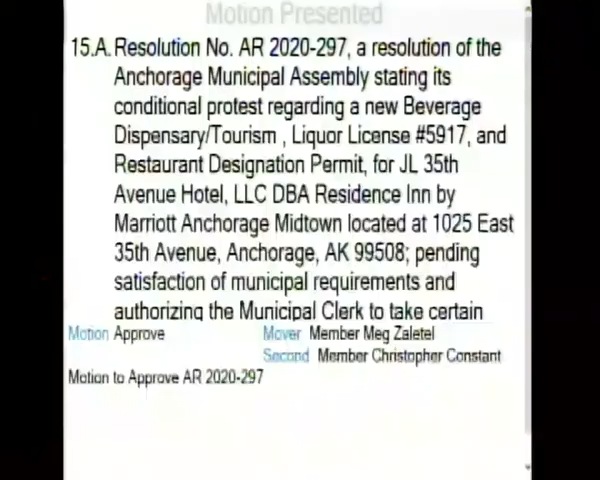 Motion Presented
15.A. Resolution No. AR 2020-297, a resolution of the
Anchorage Municipal Assembly stating its
conditional protest regarding a new Beverage
Dispensary/Tourism , Liquor License #5917, and
Restaurant Designation Permit, for JL 35th
Avenue Hotel, LLC DBA Residence Inn by
Marriott Anchorage Midtown located at 1025 East
35th Avenue, Anchorage, AK 99508; pending
satisfaction of municipal requirements and
authorizing the Municipal Clerk to take certain
Motion Approve Mover Member Meg Zaletel
Second Member Christopher Constant
Motion to Approve AR 2020-297